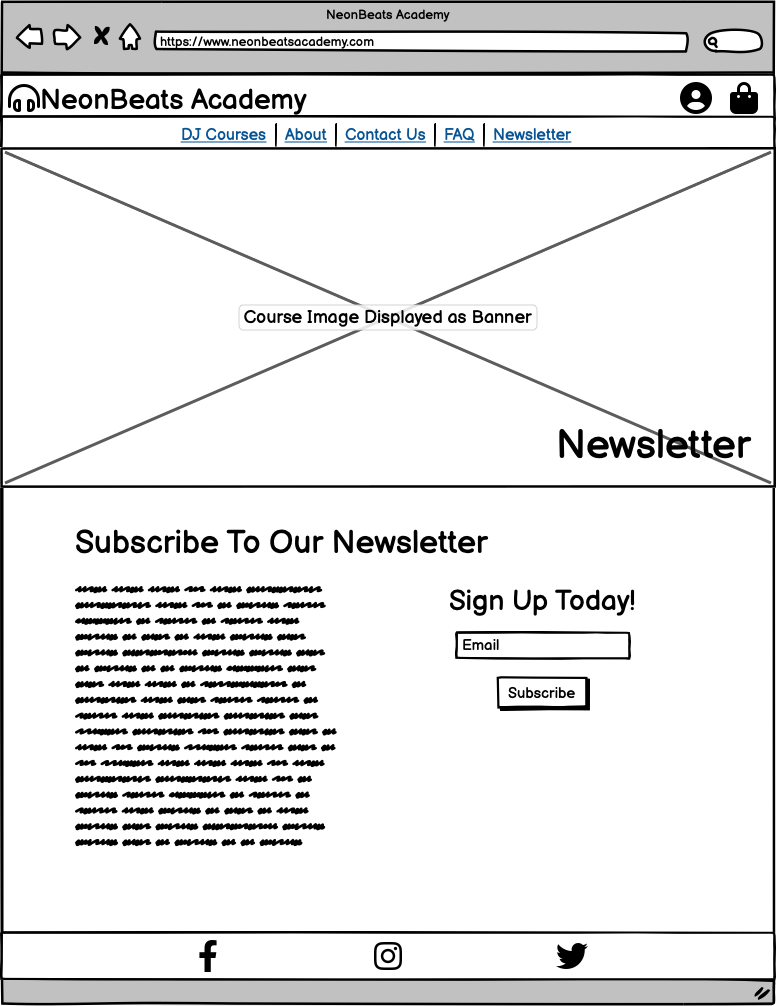 NeonBeats Academy
https://www.neonbeatsacademy.com
NeonBeats Academy
DJ Courses | About | Contact Us | FAQ | Newsletter
Course Image Displayed as Banner
Newsletter
Subscribe To Our Newsletter
Sign Up Today!
Email
Subscribe